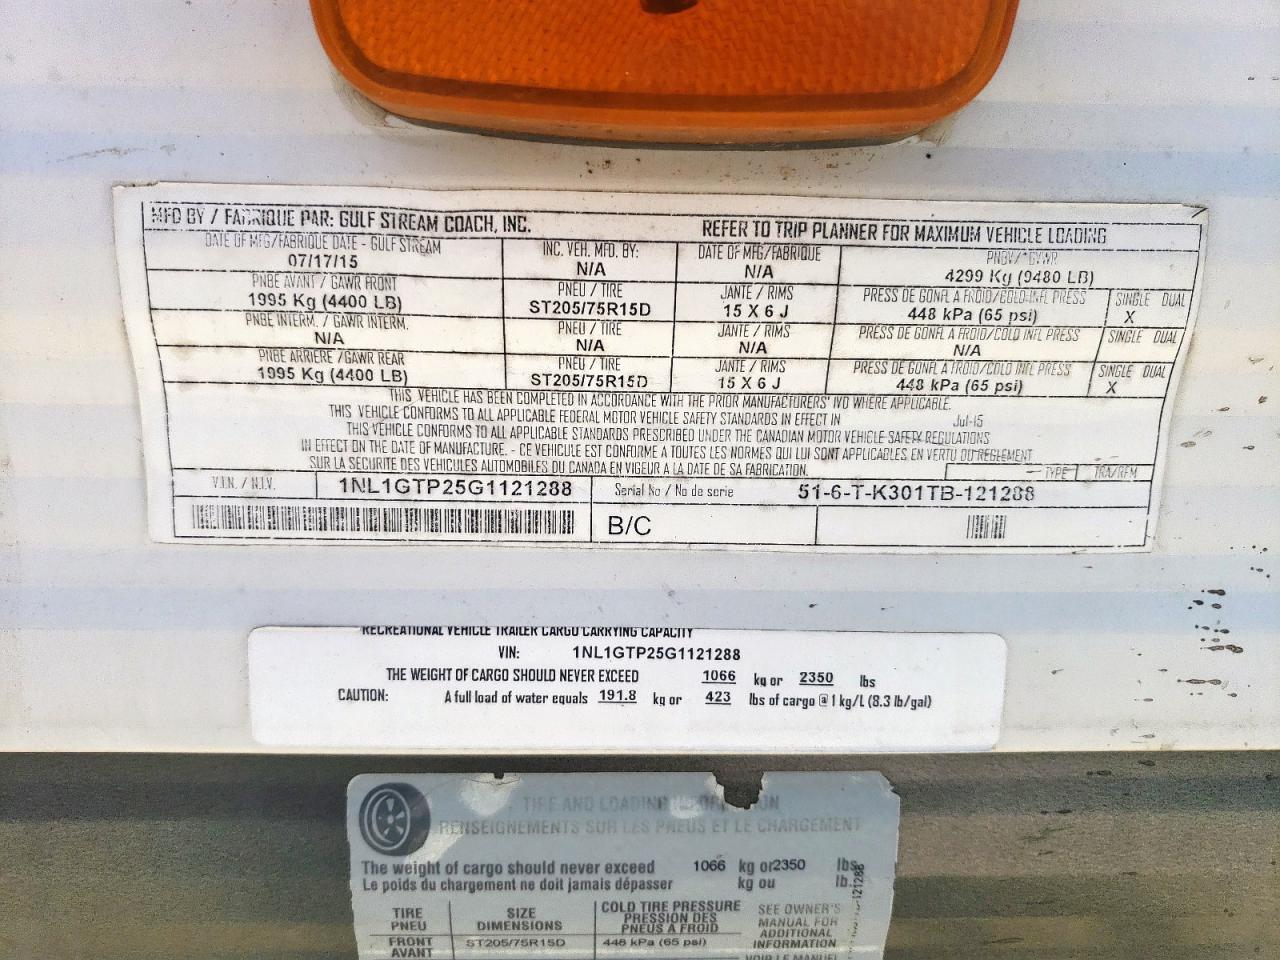 MFD BY / FABRIQUE PAR: GULF STREAM COACH, INC. REFER TO TRIP PLANNER FOR MAXIMUM VEHICLE LOADING
DATE OF MFG/FABRIQUE DATE - GULF STREAM INC. VEH. MFD. BY: DATE OF MFG/FABRIQUE PNBV / GVWR
07/17/15 N/A N/A 4299 Kg (9480 LB)
PNBE AVANT / GAWR FRONT PNEU / TIRE JANTE / RIMS PRESS DE GONFL A FROID/COLD INFL PRESS SINGLE DUAL
1995 Kg (4400 LB) ST205/75R15D 15 X 6 J 448 kPa (65 psi) X
PNBE INTERM. / GAWR INTERM. PNEU / TIRE JANTE / RIMS PRESS DE GONFL A FROID/COLD INFL PRESS SINGLE DUAL
N/A N/A N/A N/A
PNBE ARRIERE /GAWR REAR PNEU / TIRE JANTE / RIMS PRESS DE GONFL A FROID/COLD INFL PRESS SINGLE DUAL
1995 Kg (4400 LB) ST205/75R15D 15 X 6 J 448 kPa (65 psi) X
THIS VEHICLE HAS BEEN COMPLETED IN ACCORDANCE WITH THE PRIOR MANUFACTURERS' IVD WHERE APPLICABLE.
THIS VEHICLE CONFORMS TO ALL APPLICABLE FEDERAL MOTOR VEHICLE SAFETY STANDARDS IN EFFECT IN Jul-15
THIS VEHICLE CONFORMS TO ALL APPLICABLE STANDARDS PRESCRIBED UNDER THE CANADIAN MOTOR VEHICLE SAFETY REGULATIONS
IN EFFECT ON THE DATE OF MANUFACTURE. - CE VEHICULE EST CONFORME A TOUTES LES NORMES QUI LUI SONT APPLICABLES EN VERTU DU REGLEMENT
SUR LA SECURITE DES VEHICULES AUTOMOBILES DU CANADA EN VIGEUR A LA DATE DE SA FABRICATION. TYPE TRA/REM
V.I.N. / N.I.V. 1NL1GTP25G1121288 Serial No / No de serie 51-6-T-K301TB-121288
B/C
RECREATIONAL VEHICLE TRAILER CARGO CARRYING CAPACITY
VIN: 1NL1GTP25G1121288
THE WEIGHT OF CARGO SHOULD NEVER EXCEED 1066 kg or 2350 lbs
CAUTION: A full load of water equals 191.8 kg or 423 lbs of cargo @ 1 kg/L (8.3 lb/gal)
TIRE AND LOADING INFORMATION
RENSEIGNEMENTS SUR LES PNEUS ET LE CHARGEMENT
The weight of cargo should never exceed 1066 kg or 2350 lbs
Le poids du chargement ne doit jamais dépasser kg ou lb.
TIRE SIZE COLD TIRE PRESSURE SEE OWNER'S
PNEU DIMENSIONS PRESSION DES MANUAL FOR
PNEUS A FROID ADDITIONAL
FRONT ST205/75R15D 448 kPa (65 psi) INFORMATION
AVANT VOIR LE MANUEL
121288